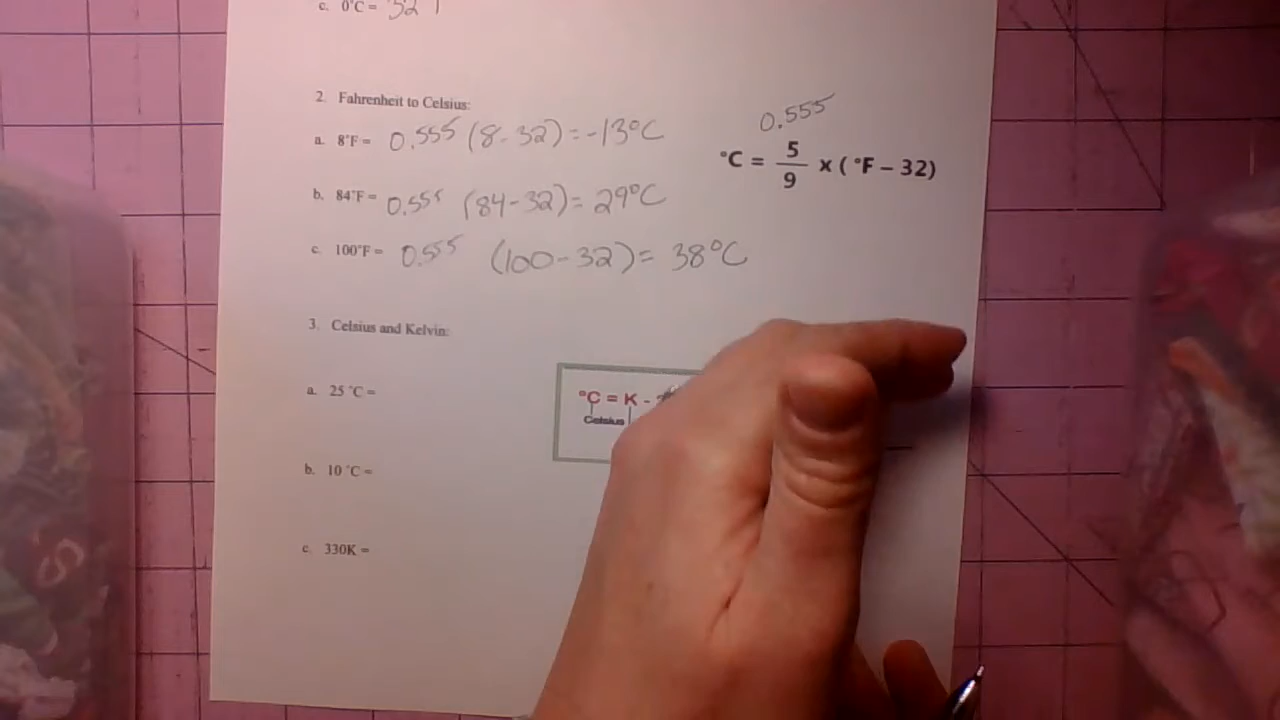 c. 0°C = 32
2. Fahrenheit to Celsius:
a. 8°F = 0.555 (8-32) = -13°C
b. 84°F = 0.555 (84-32) = 29°C
c. 100°F = 0.555 (100-32) = 38°C
0.555
°C = 5/9 x ( °F – 32)
3. Celsius and Kelvin:
a. 25 °C =
°C = K -
Celsius
b. 10 °C =
c. 330K =